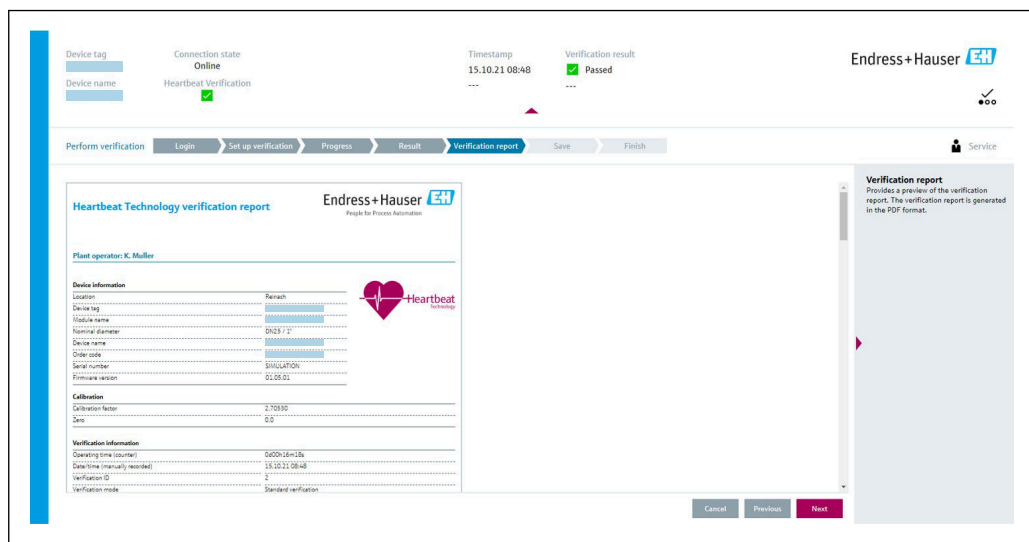 Device tag
Connection state
Online
Timestamp
15.10.21 08:48
Verification result
Passed
Endress+Hauser EH
Device name
Heartbeat Verification
---
---
Perform verification
Login
Set up verification
Progress
Result
Verification report
Save
Finish
Service
Heartbeat Technology verification report
Endress+Hauser EH
People for Process Automation
Plant operator: K. Muller
Device information
Location Reinach
Device tag
Module name
Nominal diameter DN25 / 1"
Device name
Order code
Serial number SIMULATION
Firmware version 01.05.01
Heartbeat
Technology
Calibration
Calibration factor 2.70930
Zero 0.0
Verification information
Operating time (counter) 0d00h16m18s
Date/time (manually recorded) 15.10.21 08:48
Verification ID 2
Verification mode Standard verification
Verification report
Provides a preview of the verification
report. The verification report is generated
in the PDF format.
Cancel
Previous
Next